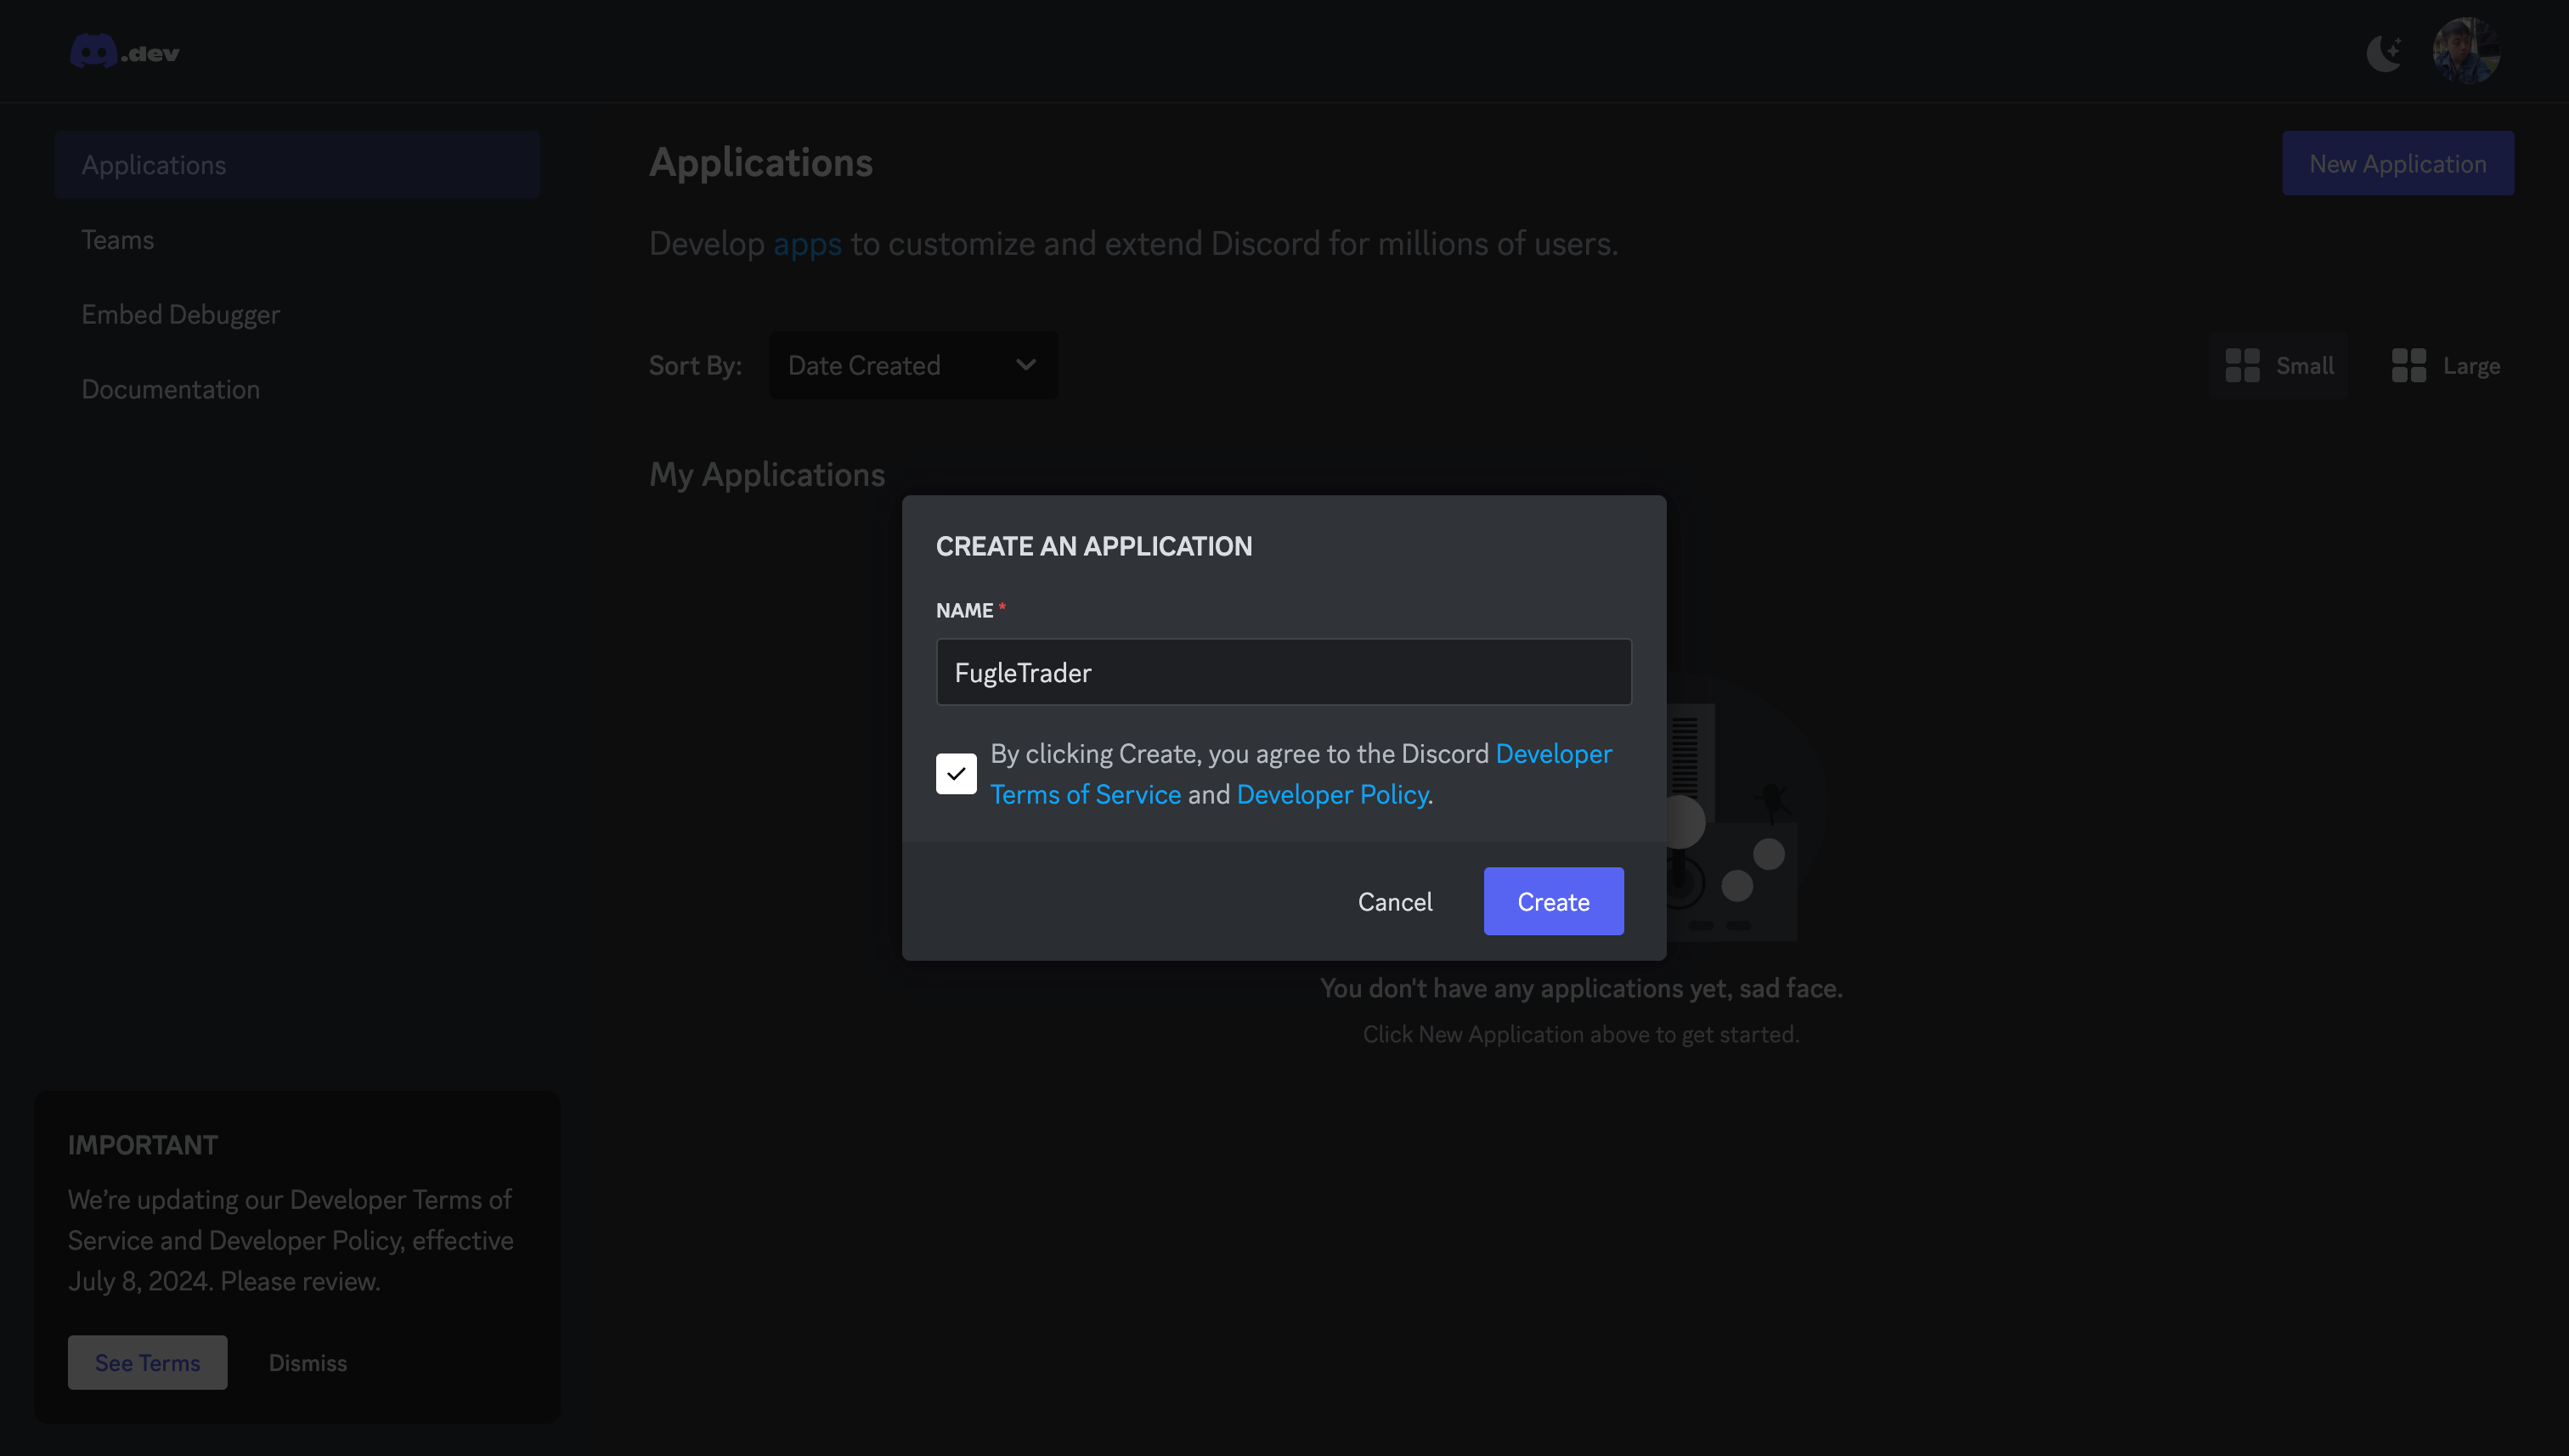 .dev
Applications
Teams
Embed Debugger
Documentation
Applications
New Application
Develop apps to customize and extend Discord for millions of users.
Sort By:
Date Created
Small
Large
My Applications
CREATE AN APPLICATION
NAME *
FugleTrader
By clicking Create, you agree to the Discord Developer
Terms of Service and Developer Policy.
Cancel
Create
You don't have any applications yet, sad face.
Click New Application above to get started.
IMPORTANT
We’re updating our Developer Terms of
Service and Developer Policy, effective
July 8, 2024. Please review.
See Terms
Dismiss